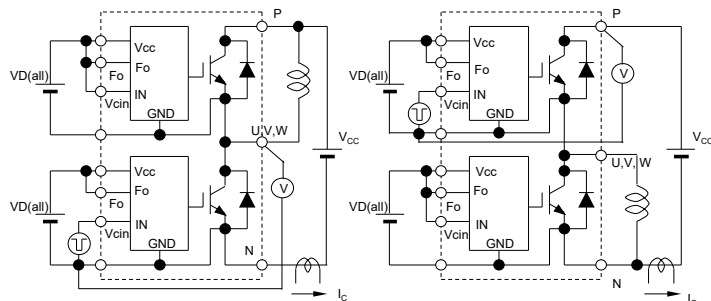 P
Vcc
Fo
Fo
VD(all)
IN
Vcin
GND
U,V,W
VCC
Vcc
Fo
Fo
V
VD(all)
IN
Vcin
GND
N
IC
P
Vcc
Fo
Fo
V
VD(all)
IN
Vcin
GND
VCC
U,V, W
Vcc
Fo
Fo
VD(all)
IN
Vcin
GND
N